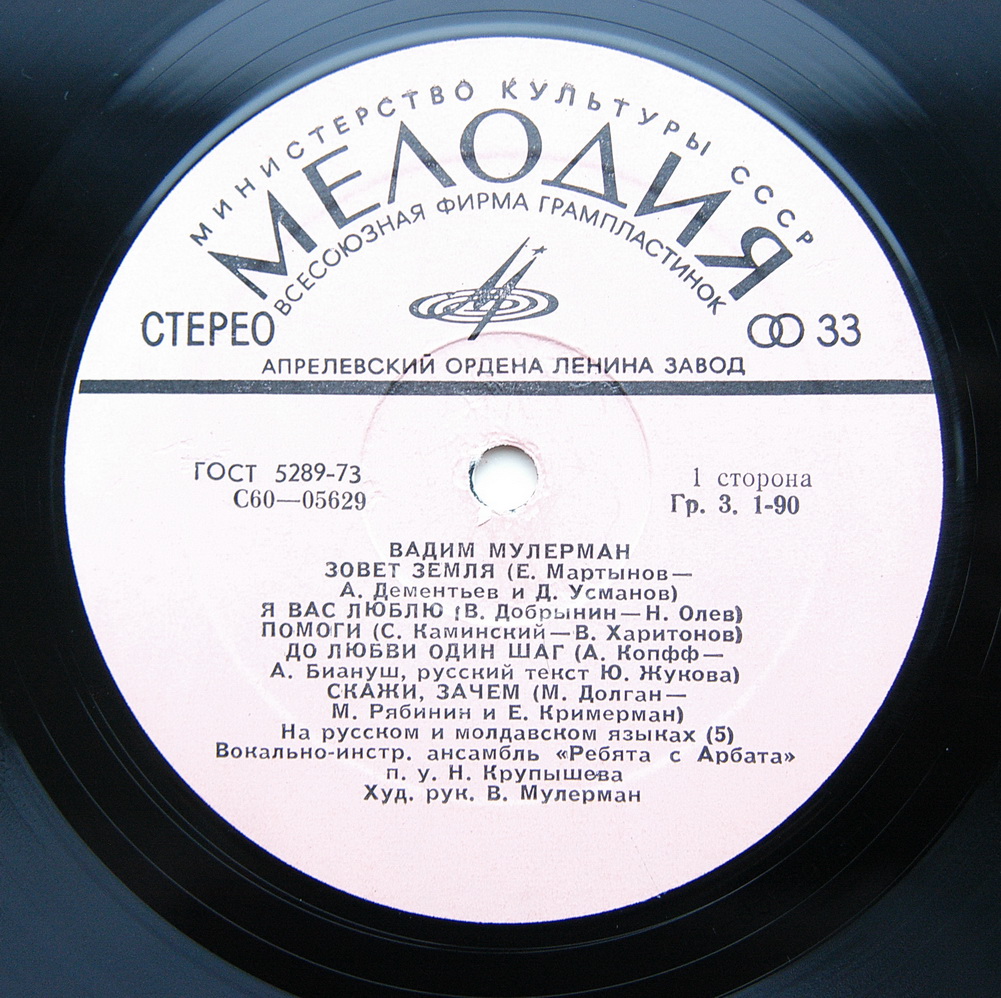 МИНИСТЕРСТВО КУЛЬТУРЫ СССР
МЕЛОДИЯ
ВСЕСОЮЗНАЯ ФИРМА ГРАМПЛАСТИНОК
СТЕРЕО
33
АПРЕЛЕВСКИЙ ОРДЕНА ЛЕНИНА ЗАВОД
ГОСТ 5289-73
С60—05629
1 сторона
Гр. 3. 1-90
ВАДИМ МУЛЕРМАН
ЗОВЕТ ЗЕМЛЯ (Е. Мартынов—
А. Дементьев и Д. Усманов)
Я ВАС ЛЮБЛЮ (В. Добрынин—Н. Олев)
ПОМОГИ (С. Каминский—В. Харитонов)
ДО ЛЮБВИ ОДИН ШАГ (А. Копфф—
А. Биануш, русский текст Ю. Жукова)
СКАЖИ, ЗАЧЕМ (М. Долган—
М. Рябинин и Е. Кримерман)
На русском и молдавском языках (5)
Вокально-инстр. ансамбль «Ребята с Арбата»
п. у. Н. Крупышева
Худ. рук. В. Мулерман